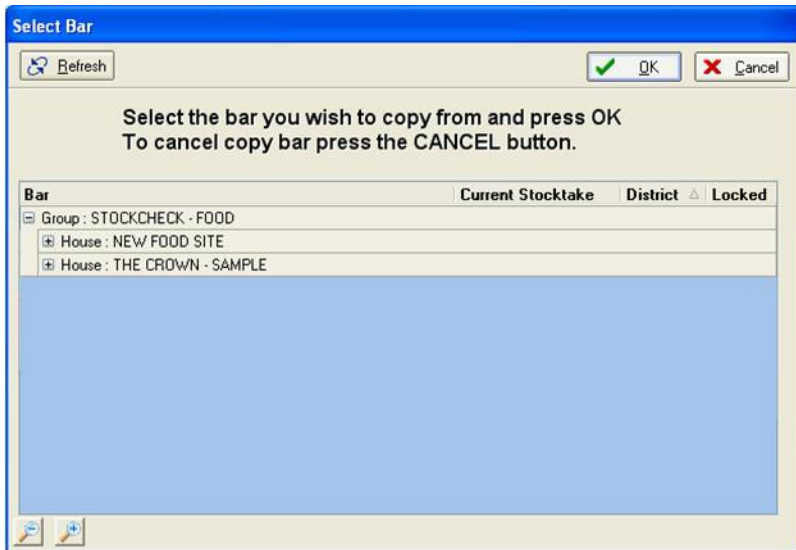 Select Bar
Refresh OK Cancel
Select the bar you wish to copy from and press OK
To cancel copy bar press the CANCEL button.
Bar Current Stocktake District Locked
Group : STOCKCHECK - FOOD
House : NEW FOOD SITE
House : THE CROWN - SAMPLE